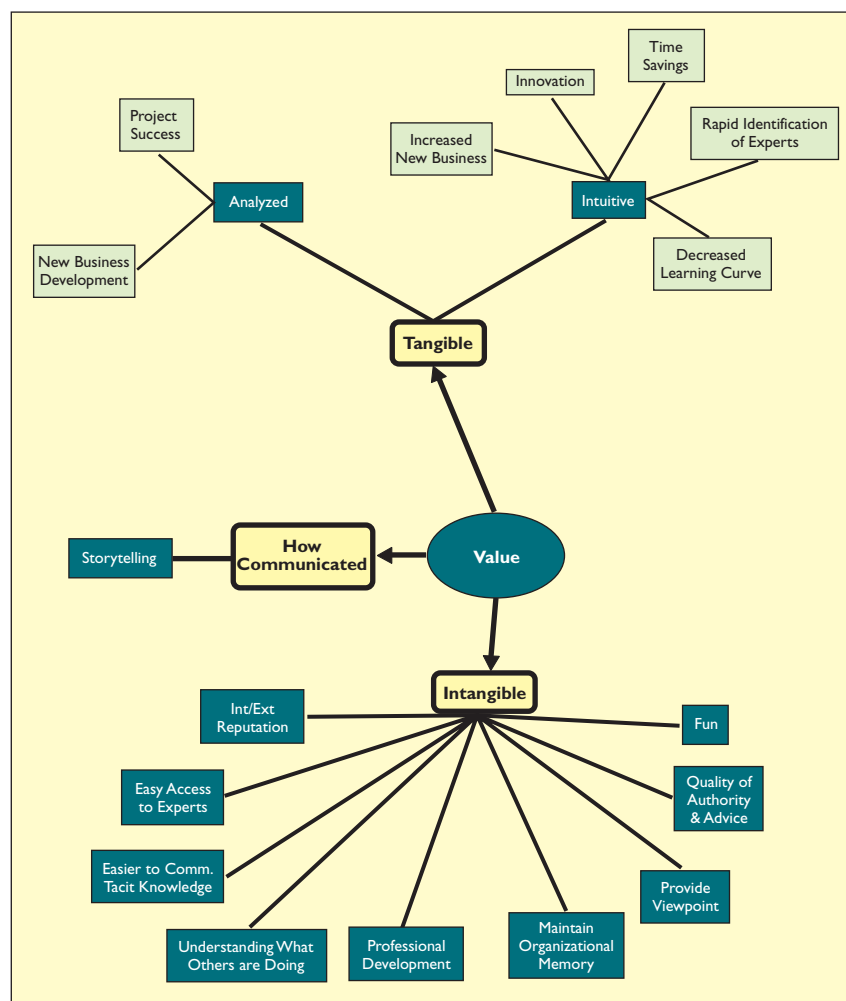 Time
Savings
Innovation
Project
Success
Increased
New Business
Rapid Identification
of Experts
Analyzed
Intuitive
New Business
Development
Decreased
Learning Curve
Tangible
How
Communicated
Storytelling
Value
Intangible
Int/Ext
Reputation
Fun
Easy Access
to Experts
Quality of
Authority
& Advice
Easier to Comm.
Tacit Knowledge
Provide
Viewpoint
Understanding What
Others are Doing
Professional
Development
Maintain
Organizational
Memory